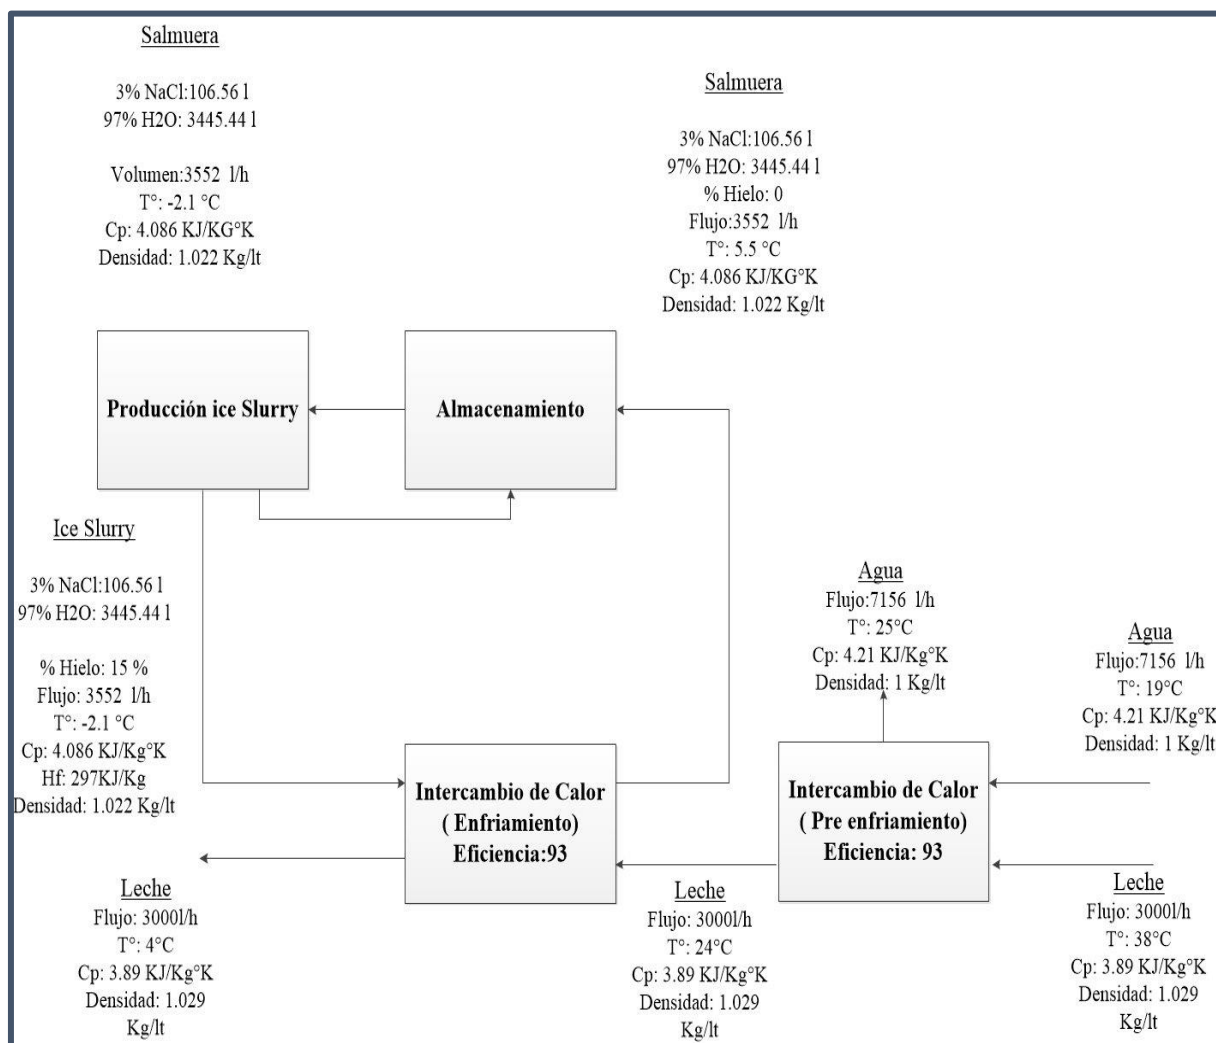 Salmuera
3% NaCl:106.56 l
97% H2O: 3445.44 l
Volumen:3552 l/h
T°: -2.1 °C
Cp: 4.086 KJ/KG°K
Densidad: 1.022 Kg/lt
Salmuera
3% NaCl:106.56 l
97% H2O: 3445.44 l
% Hielo: 0
Flujo:3552 l/h
T°: 5.5 °C
Cp: 4.086 KJ/KG°K
Densidad: 1.022 Kg/lt
Producción ice Slurry
Almacenamiento
Ice Slurry
3% NaCl:106.56 l
97% H2O: 3445.44 l
% Hielo: 15 %
Flujo: 3552 l/h
T°: -2.1 °C
Cp: 4.086 KJ/Kg°K
Hf: 297KJ/Kg
Densidad: 1.022 Kg/lt
Agua
Flujo:7156 l/h
T°: 25°C
Cp: 4.21 KJ/Kg°K
Densidad: 1 Kg/lt
Agua
Flujo:7156 l/h
T°: 19°C
Cp: 4.21 KJ/Kg°K
Densidad: 1 Kg/lt
Intercambio de Calor
( Enfriamiento)
Eficiencia:93
Intercambio de Calor
( Pre enfriamiento)
Eficiencia: 93
Leche
Flujo: 3000l/h
T°: 4°C
Cp: 3.89 KJ/Kg°K
Densidad: 1.029
Kg/lt
Leche
Flujo: 3000l/h
T°: 24°C
Cp: 3.89 KJ/Kg°K
Densidad: 1.029
Kg/lt
Leche
Flujo: 3000l/h
T°: 38°C
Cp: 3.89 KJ/Kg°K
Densidad: 1.029
Kg/lt